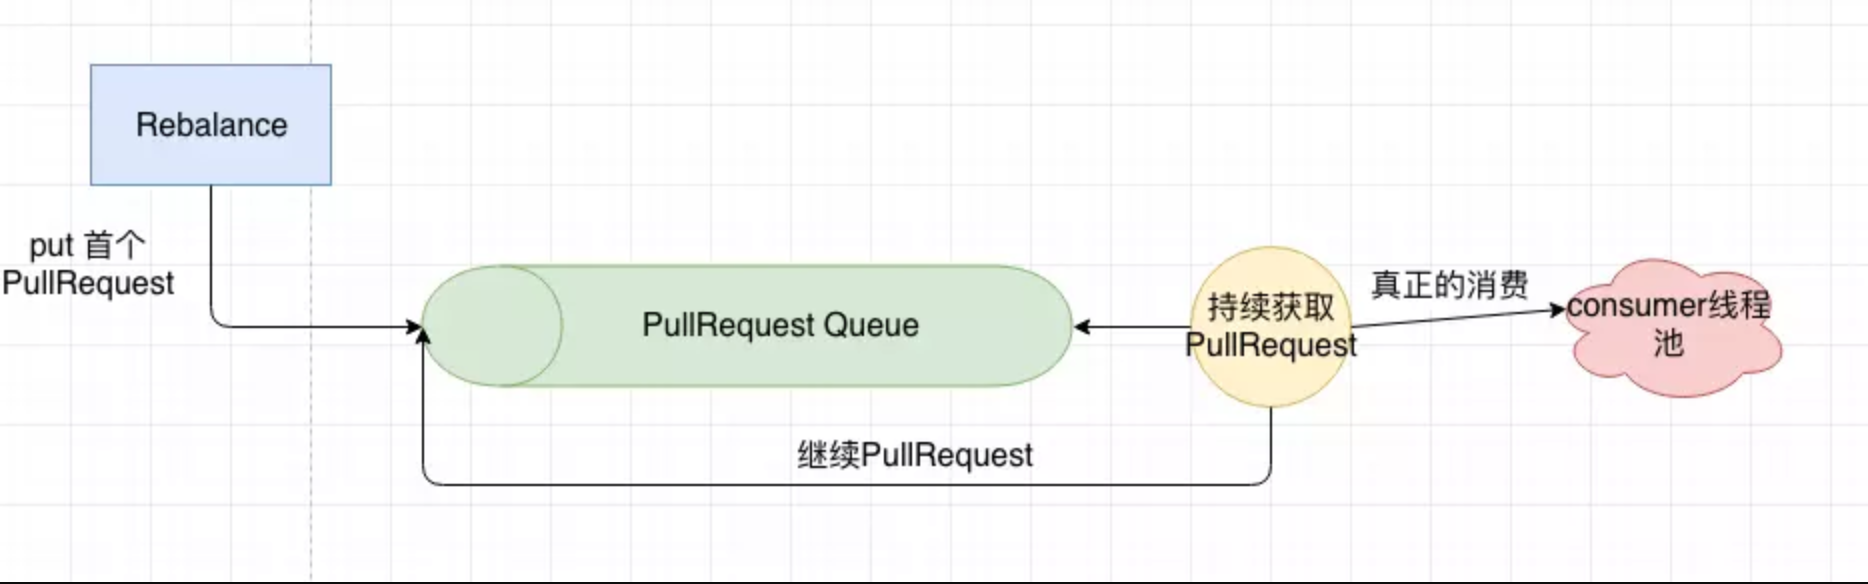 Rebalance
put 首个
PullRequest
PullRequest Queue
持续获取
PullRequest
真正的消费
consumer线程
池
继续PullRequest